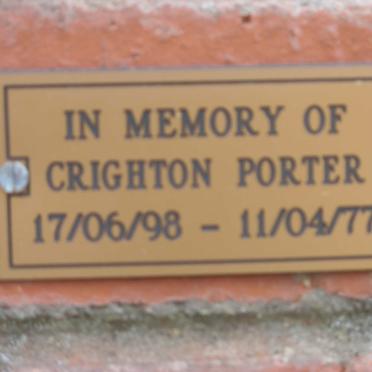 IN MEMORY OF
CRIGHTON PORTER
17/06/98 - 11/04/77